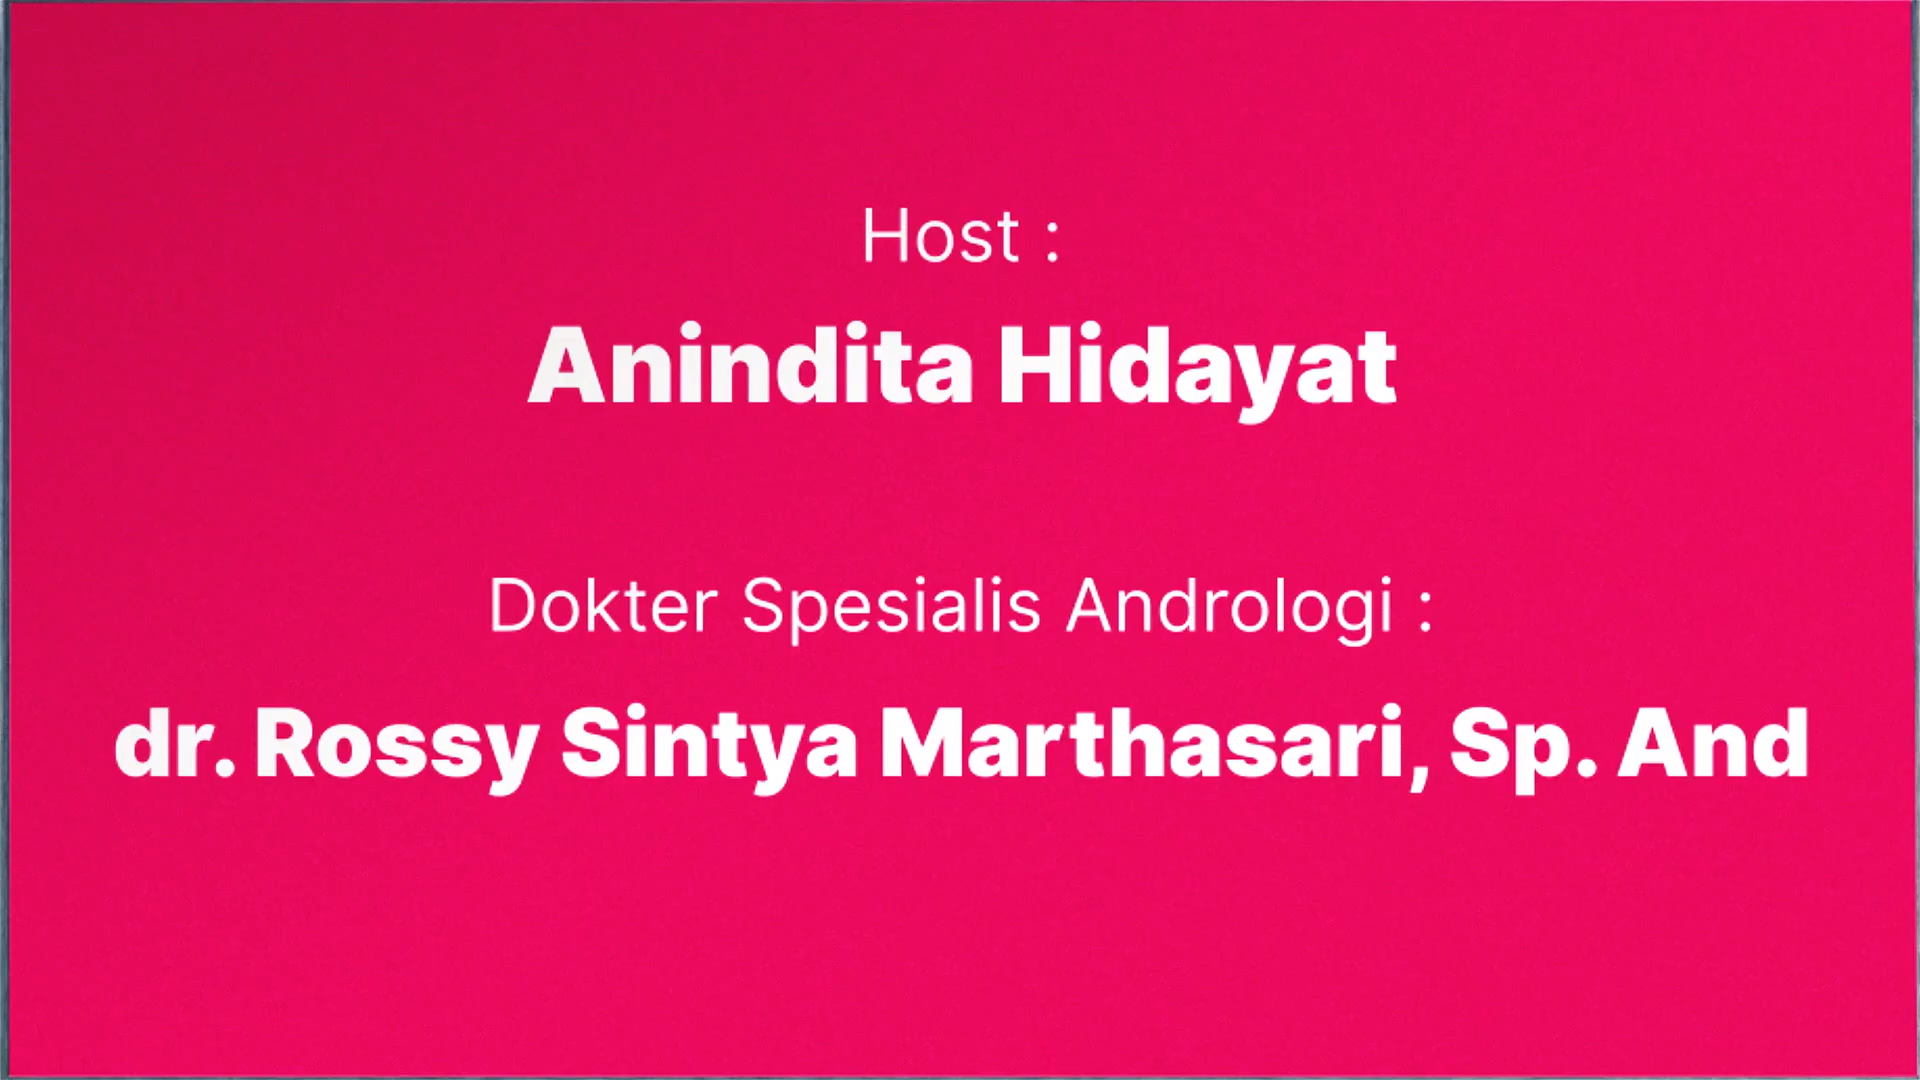 Host :
Anindita Hidayat
Dokter Spesialis Andrologi :
dr. Rossy Sintya Marthasari, Sp. And